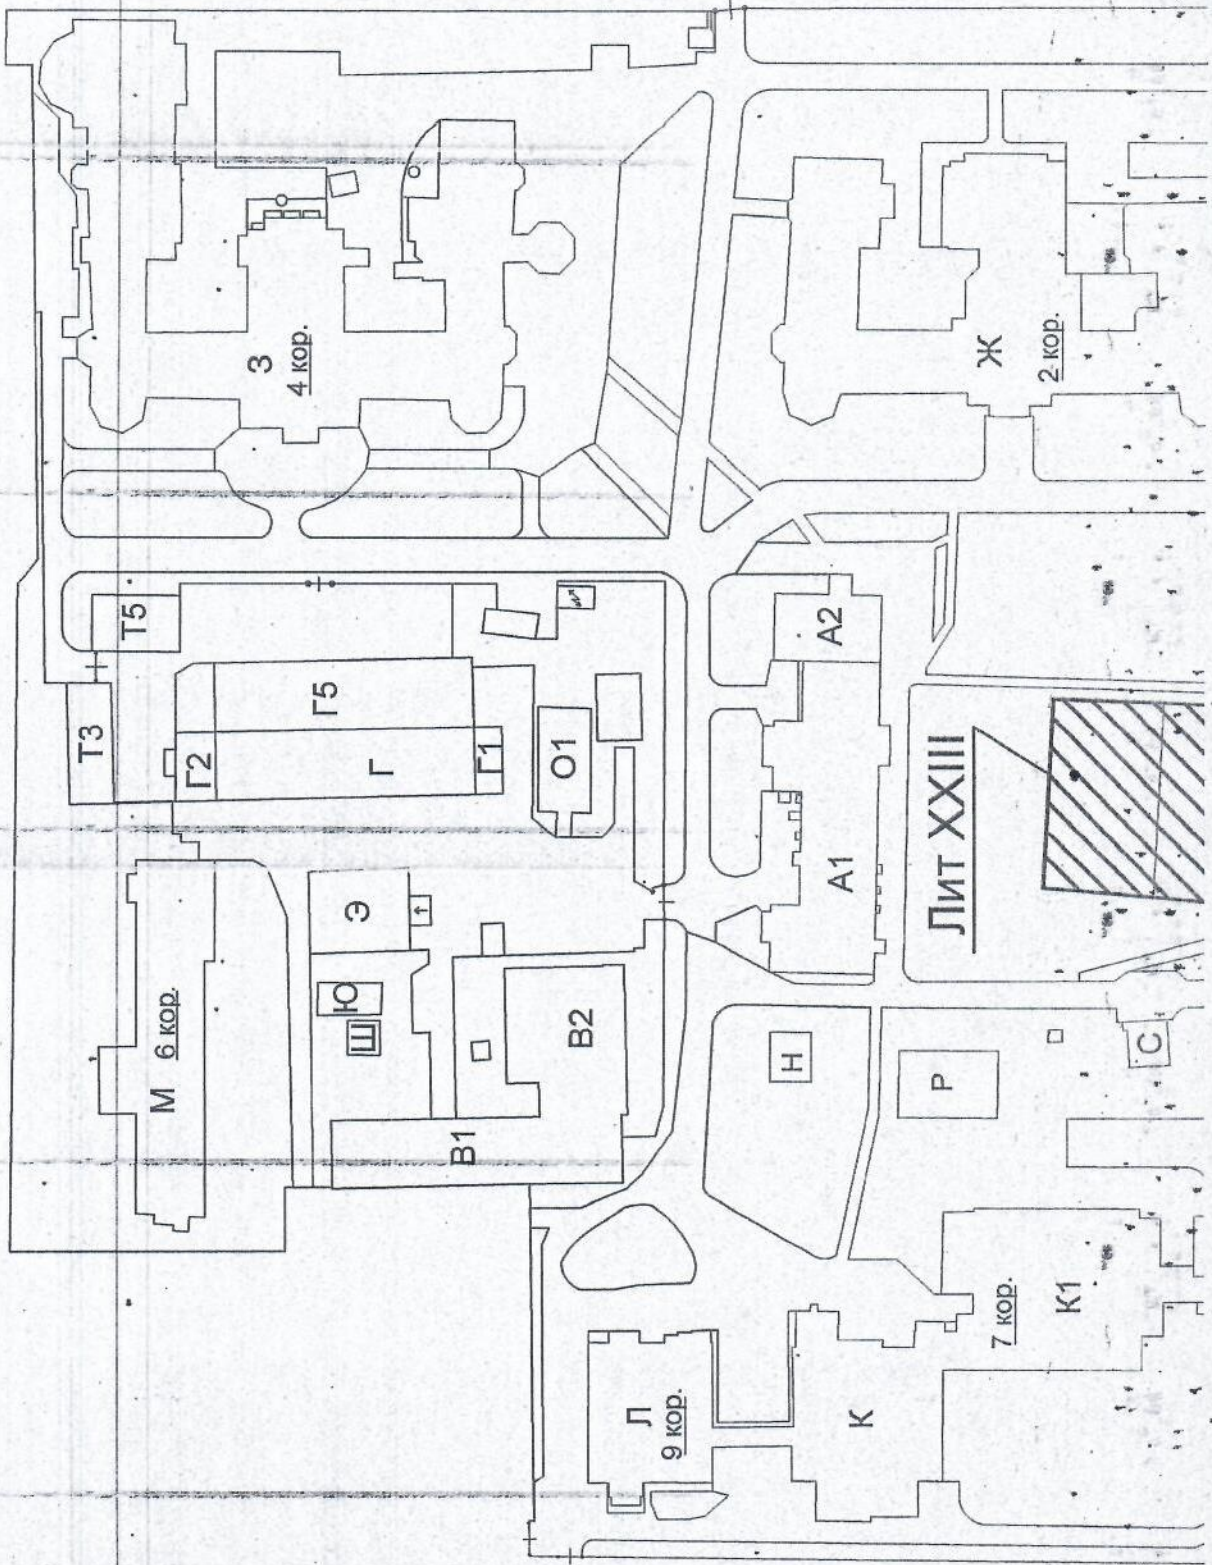 М
6 кор.
Т3
Т5
З
4 кор.
Г2
Г
Г5
Г1
Э
Ю
Ш
В1
В2
О1
Л
9 кор.
К
7 кор.
К1
Н
Р
С
А1
А2
Лит XXIII
Ж
2 кор.